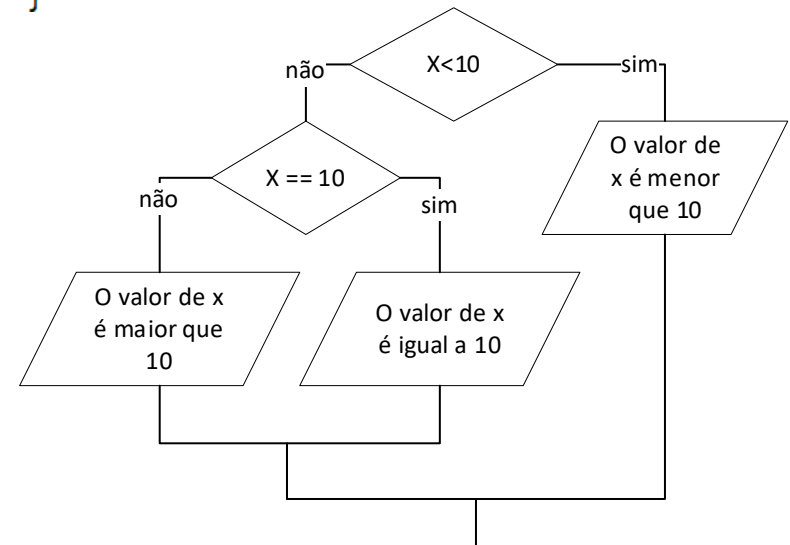 }
X<10
não
sim
O valor de
x é menor
que 10
X == 10
não
sim
O valor de x
é maior que
10
O valor de x
é igual a 10